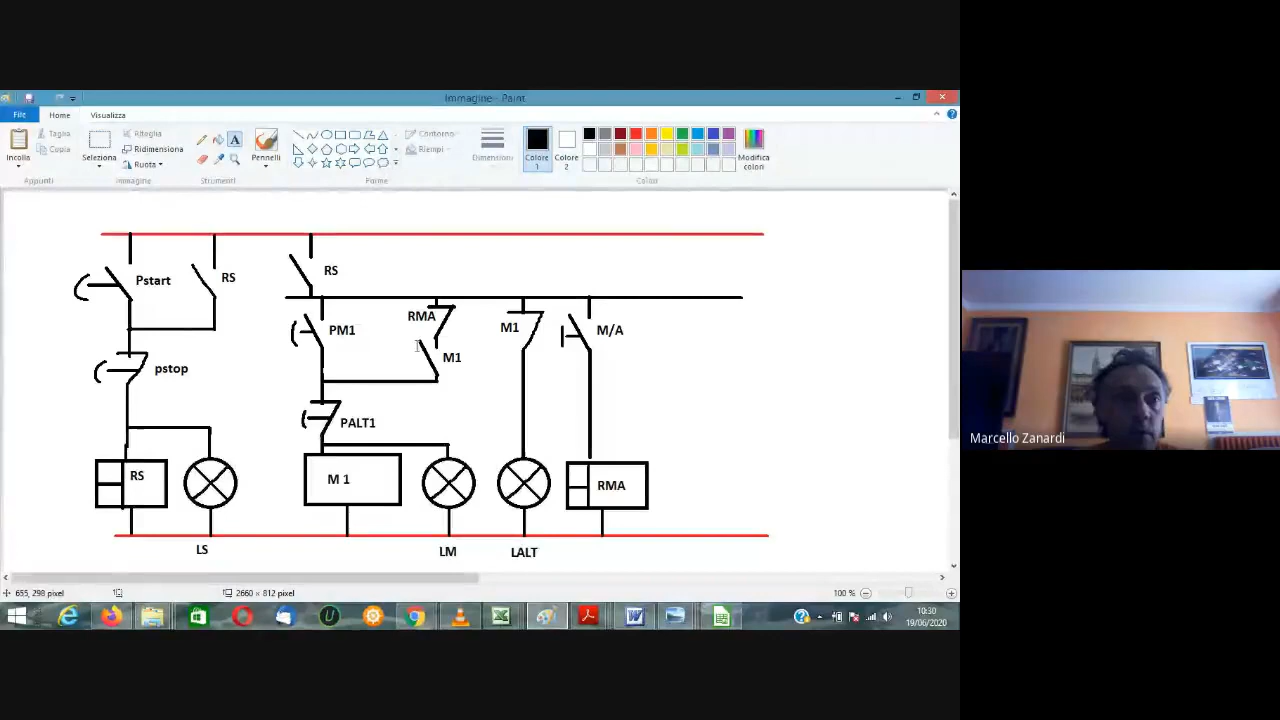 Immagine - Paint
File Home Visualizza
Incolla
Taglia
Copia
Appunti
Seleziona
Ritaglia
Ridimensiona
Ruota
Immagine
Strumenti
Pennelli
Contorno
Riempi
Forme
Dimensioni
Colore 1
Colore 2
Modifica colori
Colori
Pstart
RS
RS
PM1
RMA
M1
M1
M/A
pstop
PALT1
RS
M 1
RMA
LS
LM
LALT
Marcello Zanardi
655, 298 pixel
2660 × 812 pixel
100 %
10:30
19/06/2020